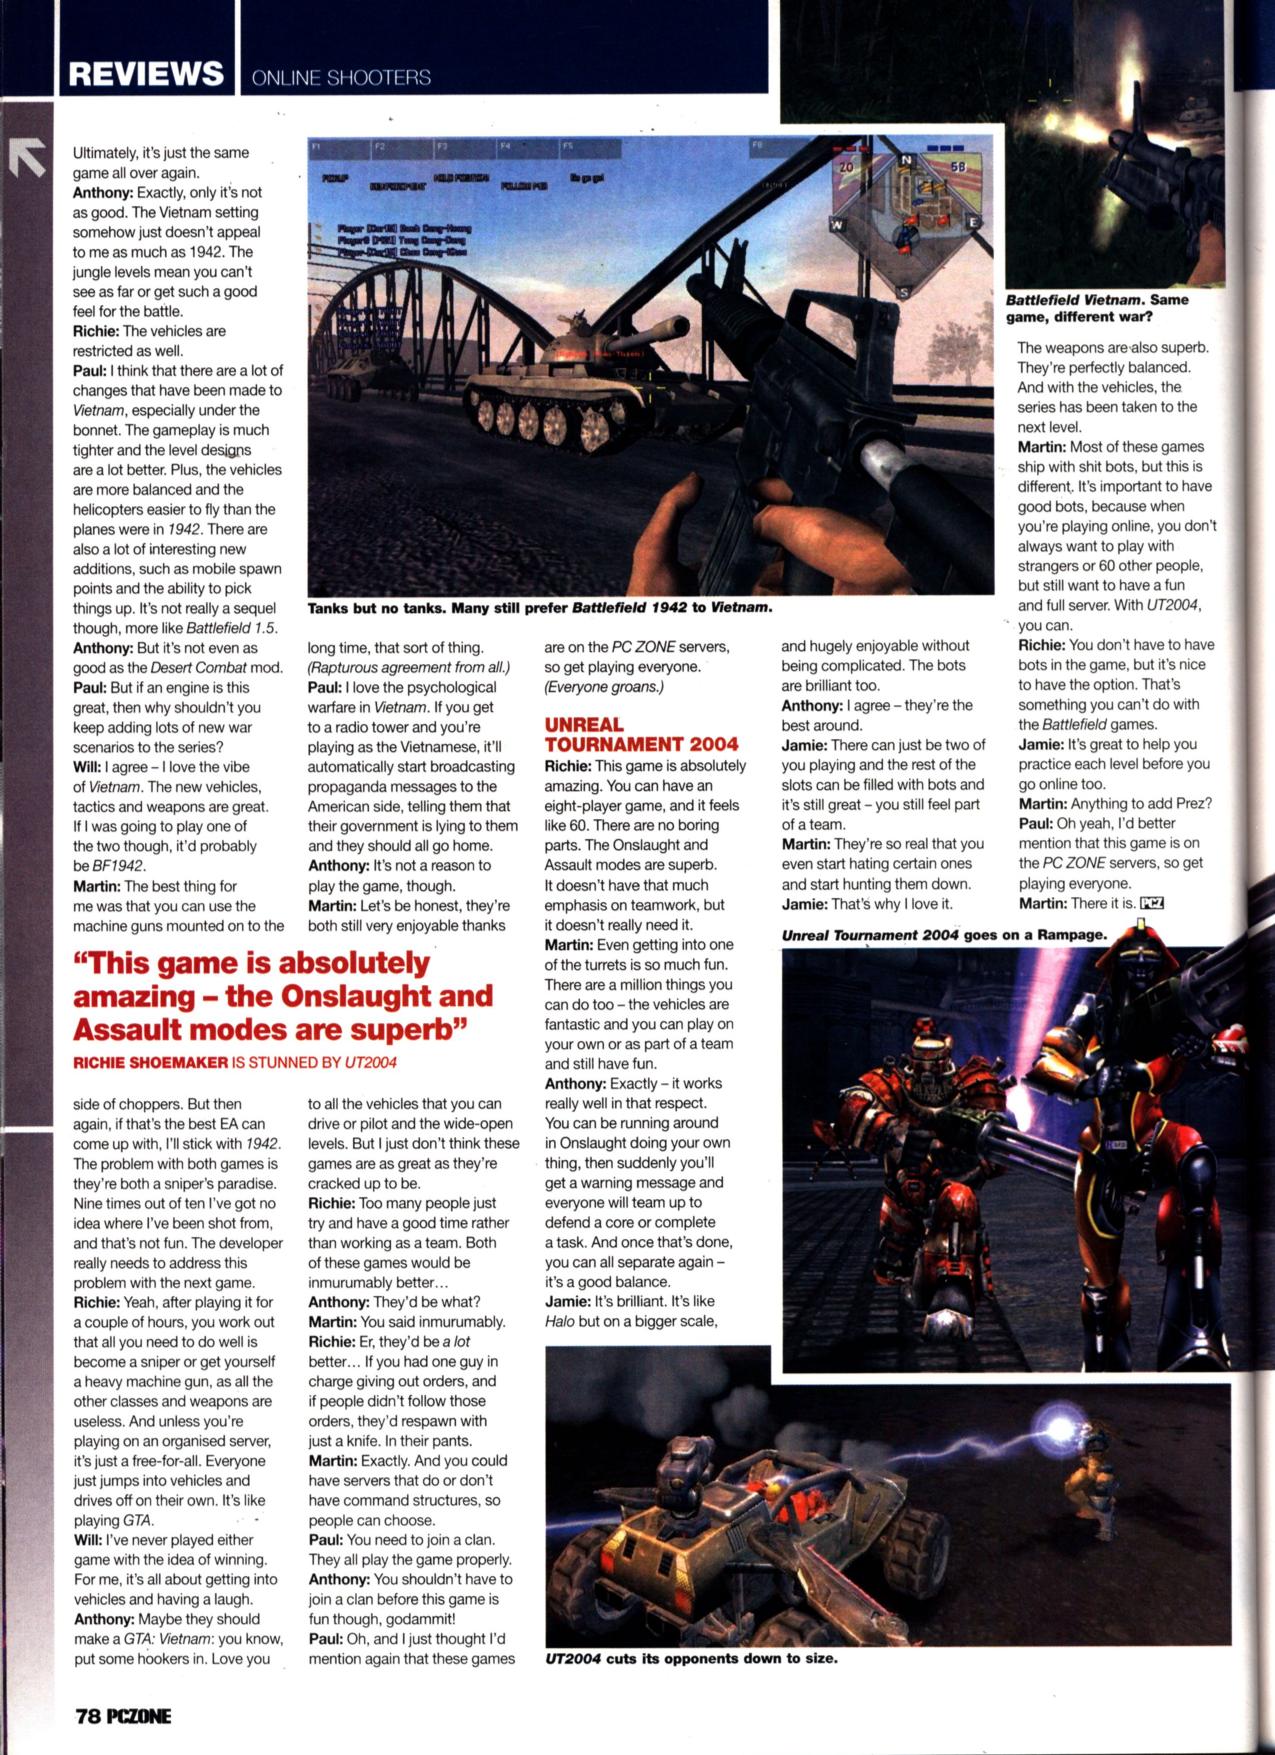 REVIEWS
ONLINE SHOOTERS
Ultimately, it's just the same
game all over again.
Anthony: Exactly, only it's not
as good. The Vietnam setting
somehow just doesn't appeal
to me as much as 1942. The
jungle levels mean you can't
see as far or get such a good
feel for the battle.
Richie: The vehicles are
restricted as well.
Paul: I think that there are a lot of
changes that have been made to
Vietnam, especially under the
bonnet. The gameplay is much
tighter and the level designs
are a lot better. Plus, the vehicles
are more balanced and the
helicopters easier to fly than the
planes were in 1942. There are
also a lot of interesting new
additions, such as mobile spawn
points and the ability to pick
things up. It's not really a sequel
though, more like Battlefield 1.5.
Anthony: But it's not even as
good as the Desert Combat mod.
Paul: But if an engine is this
great, then why shouldn't you
keep adding lots of new war
scenarios to the series?
Will: I agree – I love the vibe
of Vietnam. The new vehicles,
tactics and weapons are great.
If I was going to play one of
the two though, it'd probably
be BF1942.
Martin: The best thing for
me was that you can use the
machine guns mounted on to the
side of choppers. But then
again, if that's the best EA can
come up with, I'll stick with 1942.
The problem with both games is
they're both a sniper's paradise.
Nine times out of ten I've got no
idea where I've been shot from,
and that's not fun. The developer
really needs to address this
problem with the next game.
Richie: Yeah, after playing it for
a couple of hours, you work out
that all you need to do well is
become a sniper or get yourself
a heavy machine gun, as all the
other classes and weapons are
useless. And unless you're
playing on an organised server,
it's just a free-for-all. Everyone
just jumps into vehicles and
drives off on their own. It's like
playing GTA.
Will: I've never played either
game with the idea of winning.
For me, it's all about getting into
vehicles and having a laugh.
Anthony: Maybe they should
make a GTA: Vietnam: you know,
put some hookers in. Love you
F1
F2
F3
F4
F5
F6
HOLD POSITION
FOLLOW ME
Go go go!
20
58
N
W
E
S
Tanks but no tanks. Many still prefer Battlefield 1942 to Vietnam.
long time, that sort of thing.
(Rapturous agreement from all.)
Paul: I love the psychological
warfare in Vietnam. If you get
to a radio tower and you're
playing as the Vietnamese, it'll
automatically start broadcasting
propaganda messages to the
American side, telling them that
their government is lying to them
and they should all go home.
Anthony: It's not a reason to
play the game, though.
Martin: Let's be honest, they're
both still very enjoyable thanks
to all the vehicles that you can
drive or pilot and the wide-open
levels. But I just don't think these
games are as great as they're
cracked up to be.
Richie: Too many people just
try and have a good time rather
than working as a team. Both
of these games would be
inmurumably better...
Anthony: They'd be what?
Martin: You said inmurumably.
Richie: Er, they'd be a lot
better... If you had one guy in
charge giving out orders, and
if people didn't follow those
orders, they'd respawn with
just a knife. In their pants.
Martin: Exactly. And you could
have servers that do or don't
have command structures, so
people can choose.
Paul: You need to join a clan.
They all play the game properly.
Anthony: You shouldn't have to
join a clan before this game is
fun though, godammit!
Paul: Oh, and I just thought I'd
mention again that these games
"This game is absolutely
amazing – the Onslaught and
Assault modes are superb"
RICHIE SHOEMAKER IS STUNNED BY UT2004
are on the PC ZONE servers,
so get playing everyone.
(Everyone groans.)
UNREAL
TOURNAMENT 2004
Richie: This game is absolutely
amazing. You can have an
eight-player game, and it feels
like 60. There are no boring
parts. The Onslaught and
Assault modes are superb.
It doesn't have that much
emphasis on teamwork, but
it doesn't really need it.
Martin: Even getting into one
of the turrets is so much fun.
There are a million things you
can do too – the vehicles are
fantastic and you can play on
your own or as part of a team
and still have fun.
Anthony: Exactly – it works
really well in that respect.
You can be running around
in Onslaught doing your own
thing, then suddenly you'll
get a warning message and
everyone will team up to
defend a core or complete
a task. And once that's done,
you can all separate again –
it's a good balance.
Jamie: It's brilliant. It's like
Halo but on a bigger scale,
and hugely enjoyable without
being complicated. The bots
are brilliant too.
Anthony: I agree – they're the
best around.
Jamie: There can just be two of
you playing and the rest of the
slots can be filled with bots and
it's still great – you still feel part
of a team.
Martin: They're so real that you
even start hating certain ones
and start hunting them down.
Jamie: That's why I love it.
Battlefield Vietnam. Same
game, different war?
The weapons are also superb.
They're perfectly balanced.
And with the vehicles, the
series has been taken to the
next level.
Martin: Most of these games
ship with shit bots, but this is
different. It's important to have
good bots, because when
you're playing online, you don't
always want to play with
strangers or 60 other people,
but still want to have a fun
and full server. With UT2004,
you can.
Richie: You don't have to have
bots in the game, but it's nice
to have the option. That's
something you can't do with
the Battlefield games.
Jamie: It's great to help you
practice each level before you
go online too.
Martin: Anything to add Prez?
Paul: Oh yeah, I'd better
mention that this game is on
the PC ZONE servers, so get
playing everyone.
Martin: There it is. PCZ
Unreal Tournament 2004 goes on a Rampage.
UT2004 cuts its opponents down to size.
78 PCZONE